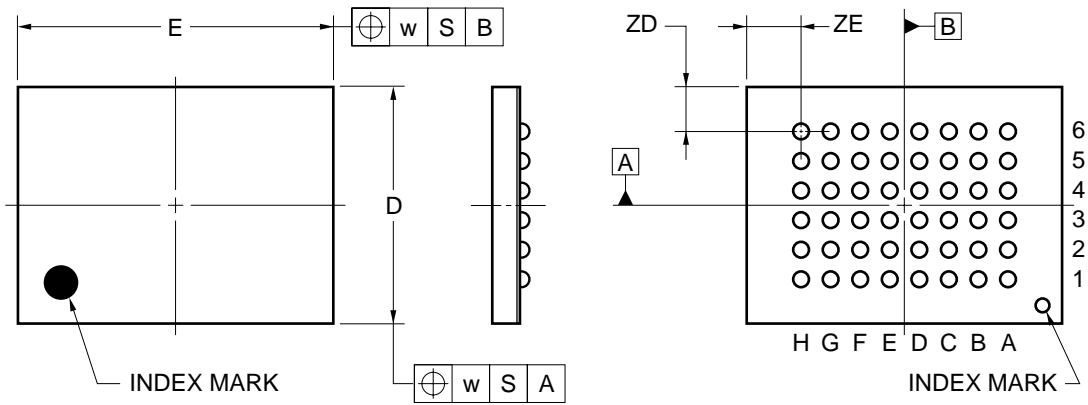 E
⌖ w S B
ZD
ZE
B
6
5
4
3
2
1
A
D
H G F E D C B A
INDEX MARK
INDEX MARK
⌖ w S A